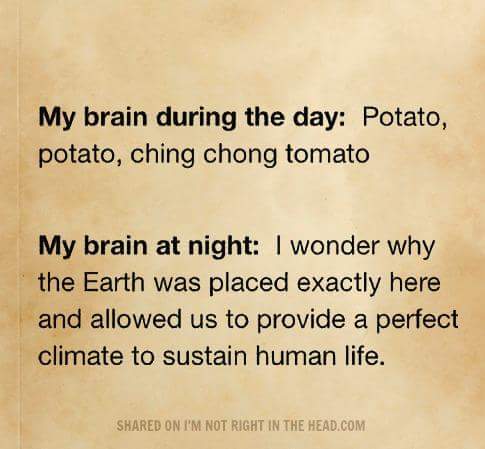 My brain during the day: Potato,
potato, ching chong tomato
My brain at night: I wonder why
the Earth was placed exactly here
and allowed us to provide a perfect
climate to sustain human life.
SHARED ON I'M NOT RIGHT IN THE HEAD.COM